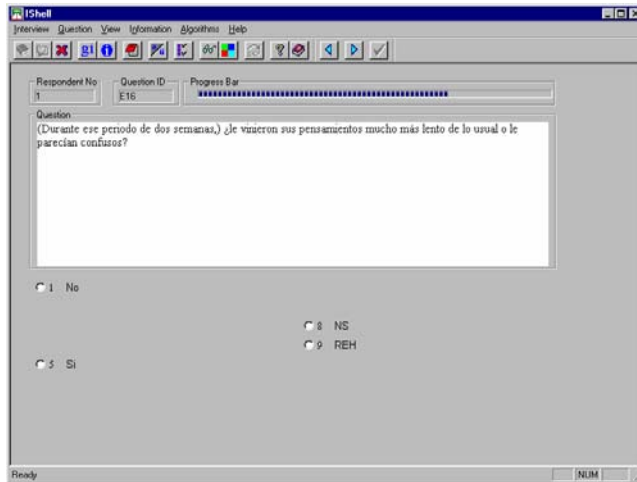 IShell
Interview Question View Information Algorithms Help
Respondent No
1
Question ID
E16
Progress Bar
Question
(Durante ese periodo de dos semanas,) ¿le vinieron sus pensamientos mucho más lento de lo usual o le
parecían confusos?
1 No
8 NS
9 REH
5 Si
Ready
NUM